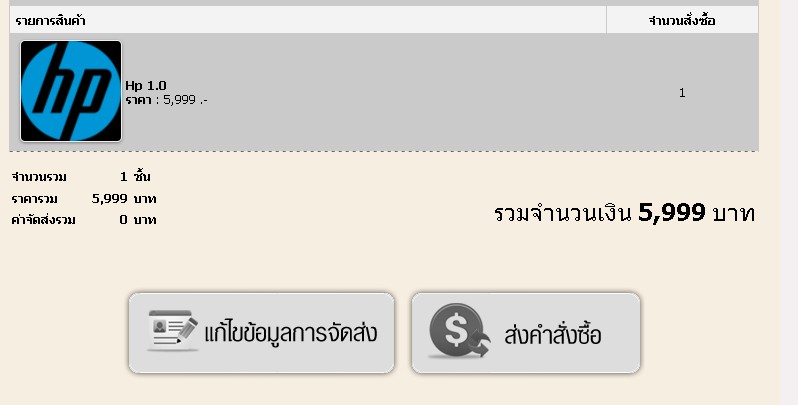 รายการสินค้า จำนวนสั่งซื้อ
hp
Hp 1.0
ราคา : 5,999 .-
1
จำนวนรวม 1 ชิ้น
ราคารวม 5,999 บาท
ค่าจัดส่งรวม 0 บาท
รวมจำนวนเงิน 5,999 บาท
แก้ไขข้อมูลการจัดส่ง
$ ส่งคำสั่งซื้อ